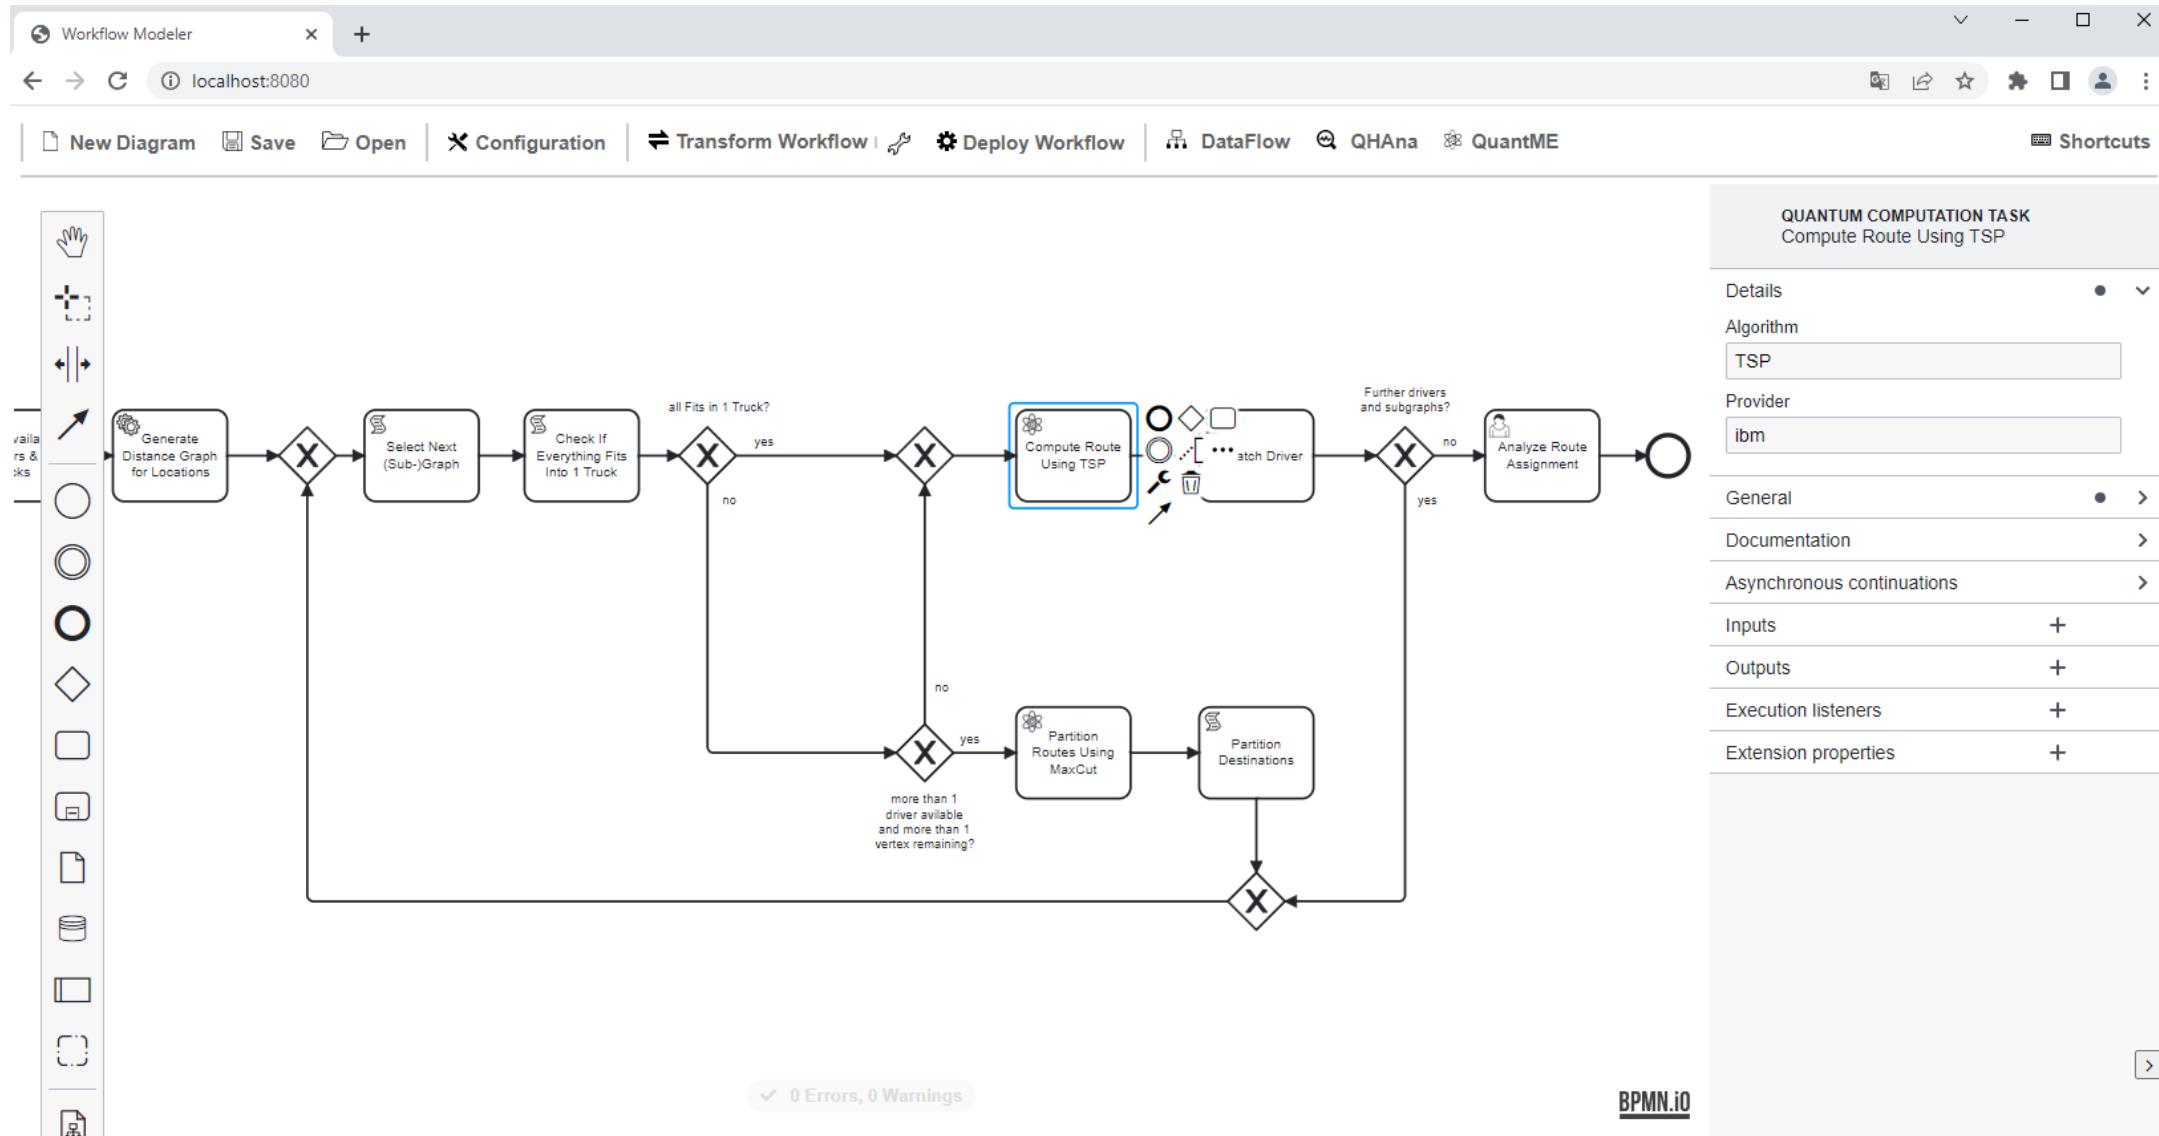 Workflow Modeler
localhost:8080
New Diagram
Save
Open
Configuration
Transform Workflow
Deploy Workflow
DataFlow
QHAna
QuantME
Shortcuts
Generate
Distance Graph
for Locations
Select Next
(Sub-)Graph
Check If
Everything Fits
Into 1 Truck
all Fits in 1 Truck?
yes
no
Compute Route
Using TSP
atch Driver
Further drivers
and subgraphs?
no
yes
Analyze Route
Assignment
no
yes
more than 1
driver avilable
and more than 1
vertex remaining?
Partition
Routes Using
MaxCut
Partition
Destinations
0 Errors, 0 Warnings
BPMN.iO
QUANTUM COMPUTATION TASK
Compute Route Using TSP
Details
Algorithm
TSP
Provider
ibm
General
Documentation
Asynchronous continuations
Inputs
Outputs
Execution listeners
Extension properties